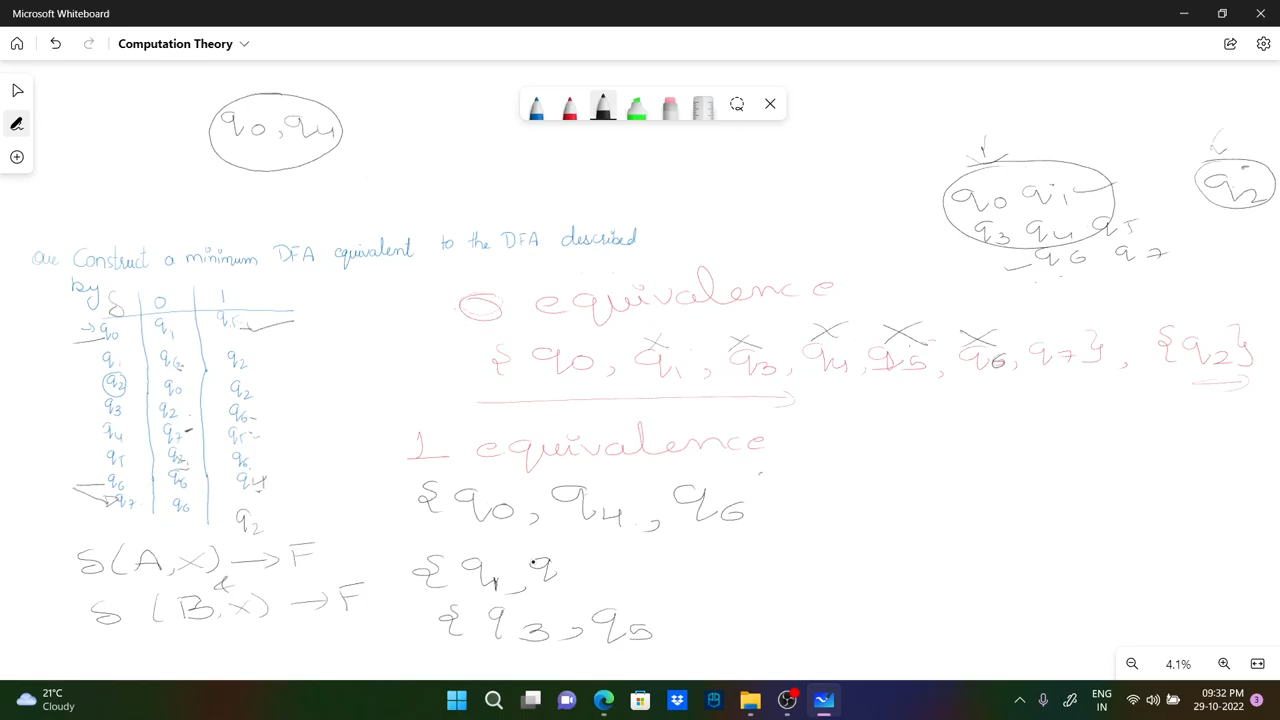 Microsoft Whiteboard
Computation Theory
q0, q4
q0 q1
q3 q4 q5
q6 q7
q2
Que Construct a minimum DFA equivalent to the DFA described
by
δ 0 1
→q0 q1 q5
q1 q6 q2
q2 q0 q2
q3 q2 q6
q4 q7 q5
q5 q2 q6
q6 q6 q4
q7 q6 q2
δ(A,x) → F
&
δ (B,x) → F
0 equivalence
{ q0, q1, q3, q4, q5, q6, q7}, {q2}
1 equivalence
{q0, q4, q6
{ q1, q
{ q3, q5
4.1%
21°C
Cloudy
ENG
IN
09:32 PM
29-10-2022
3